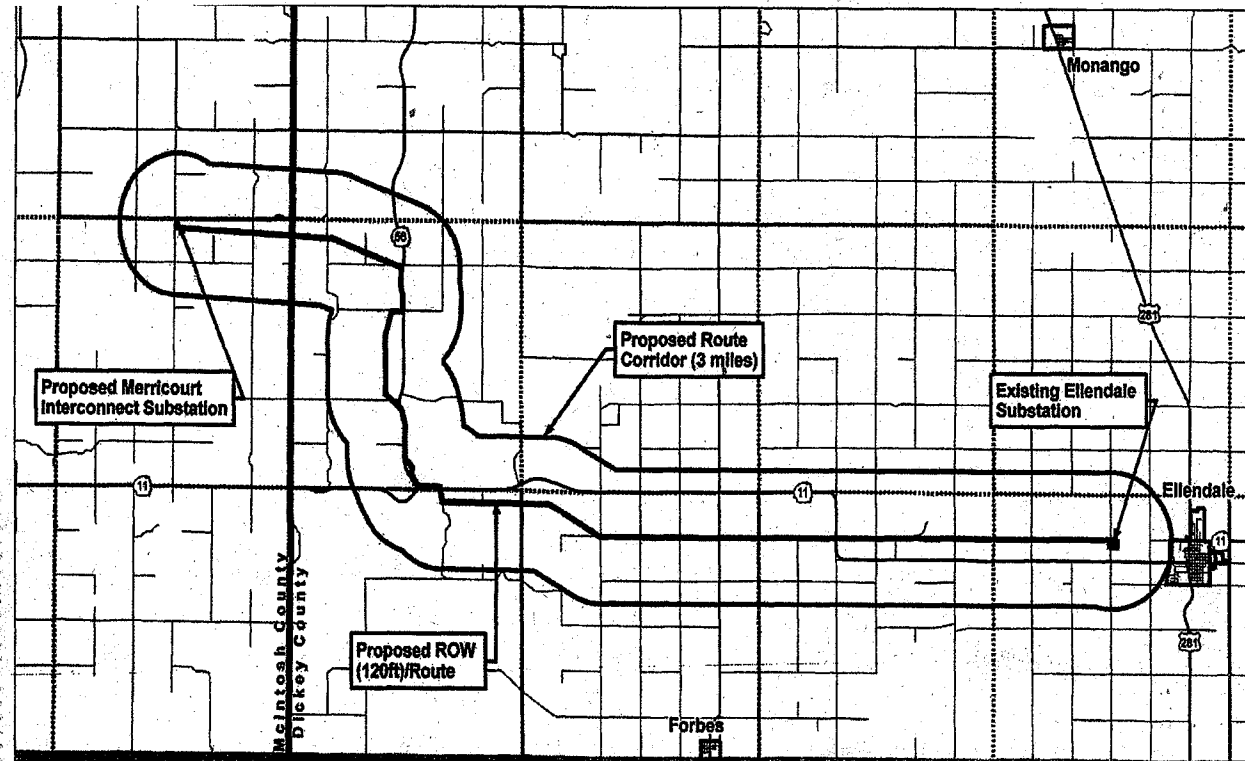 Monango
56
281
Proposed Route
Corridor (3 miles)
Proposed Merricourt
Interconnect Substation
Existing Ellendale
Substation
11
11
Ellendale
11
McIntosh County
Dickey County
Proposed ROW
(120ft)/Route
281
Forbes